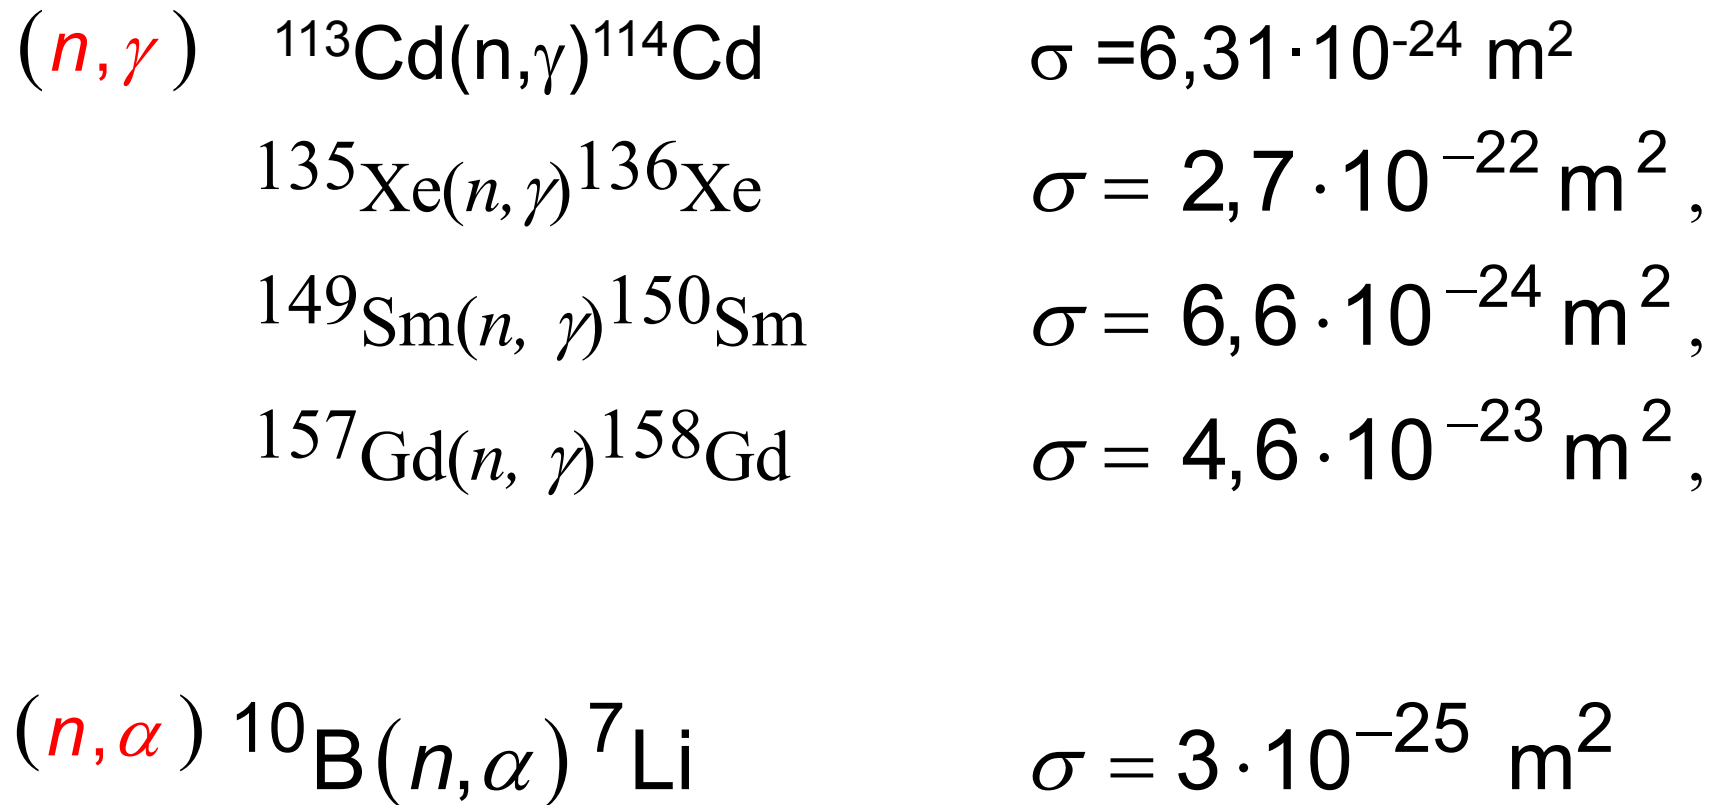 (n,γ) ¹¹³Cd(n,γ)¹¹⁴Cd σ =6,31·10⁻²⁴ m²
¹³⁵Xe(n,γ)¹³⁶Xe σ = 2,7·10⁻²² m²,
¹⁴⁹Sm(n, γ)¹⁵⁰Sm σ = 6,6·10⁻²⁴ m²,
¹⁵⁷Gd(n, γ)¹⁵⁸Gd σ = 4,6·10⁻²³ m²,
(n,α) ¹⁰B(n,α)⁷Li σ = 3·10⁻²⁵ m²